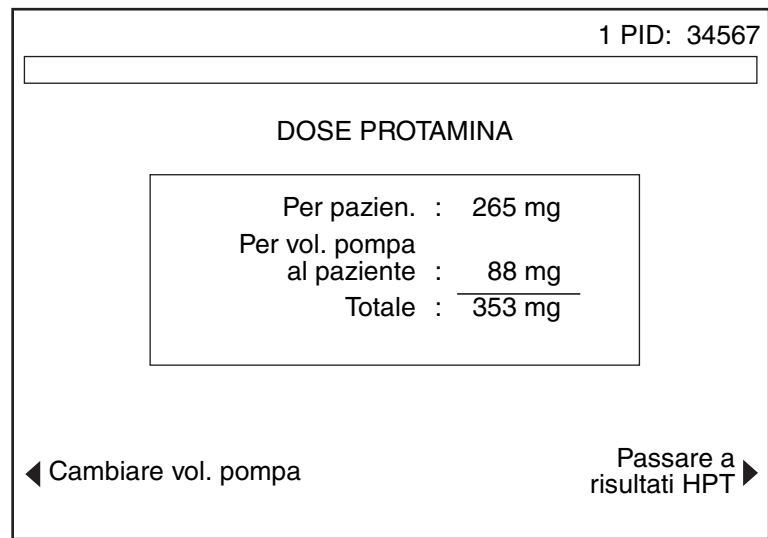 1 PID: 34567
DOSE PROTAMINA
Per pazien. : 265 mg
Per vol. pompa
al paziente : 88 mg
Totale : 353 mg
Cambiare vol. pompa
Passare a
risultati HPT